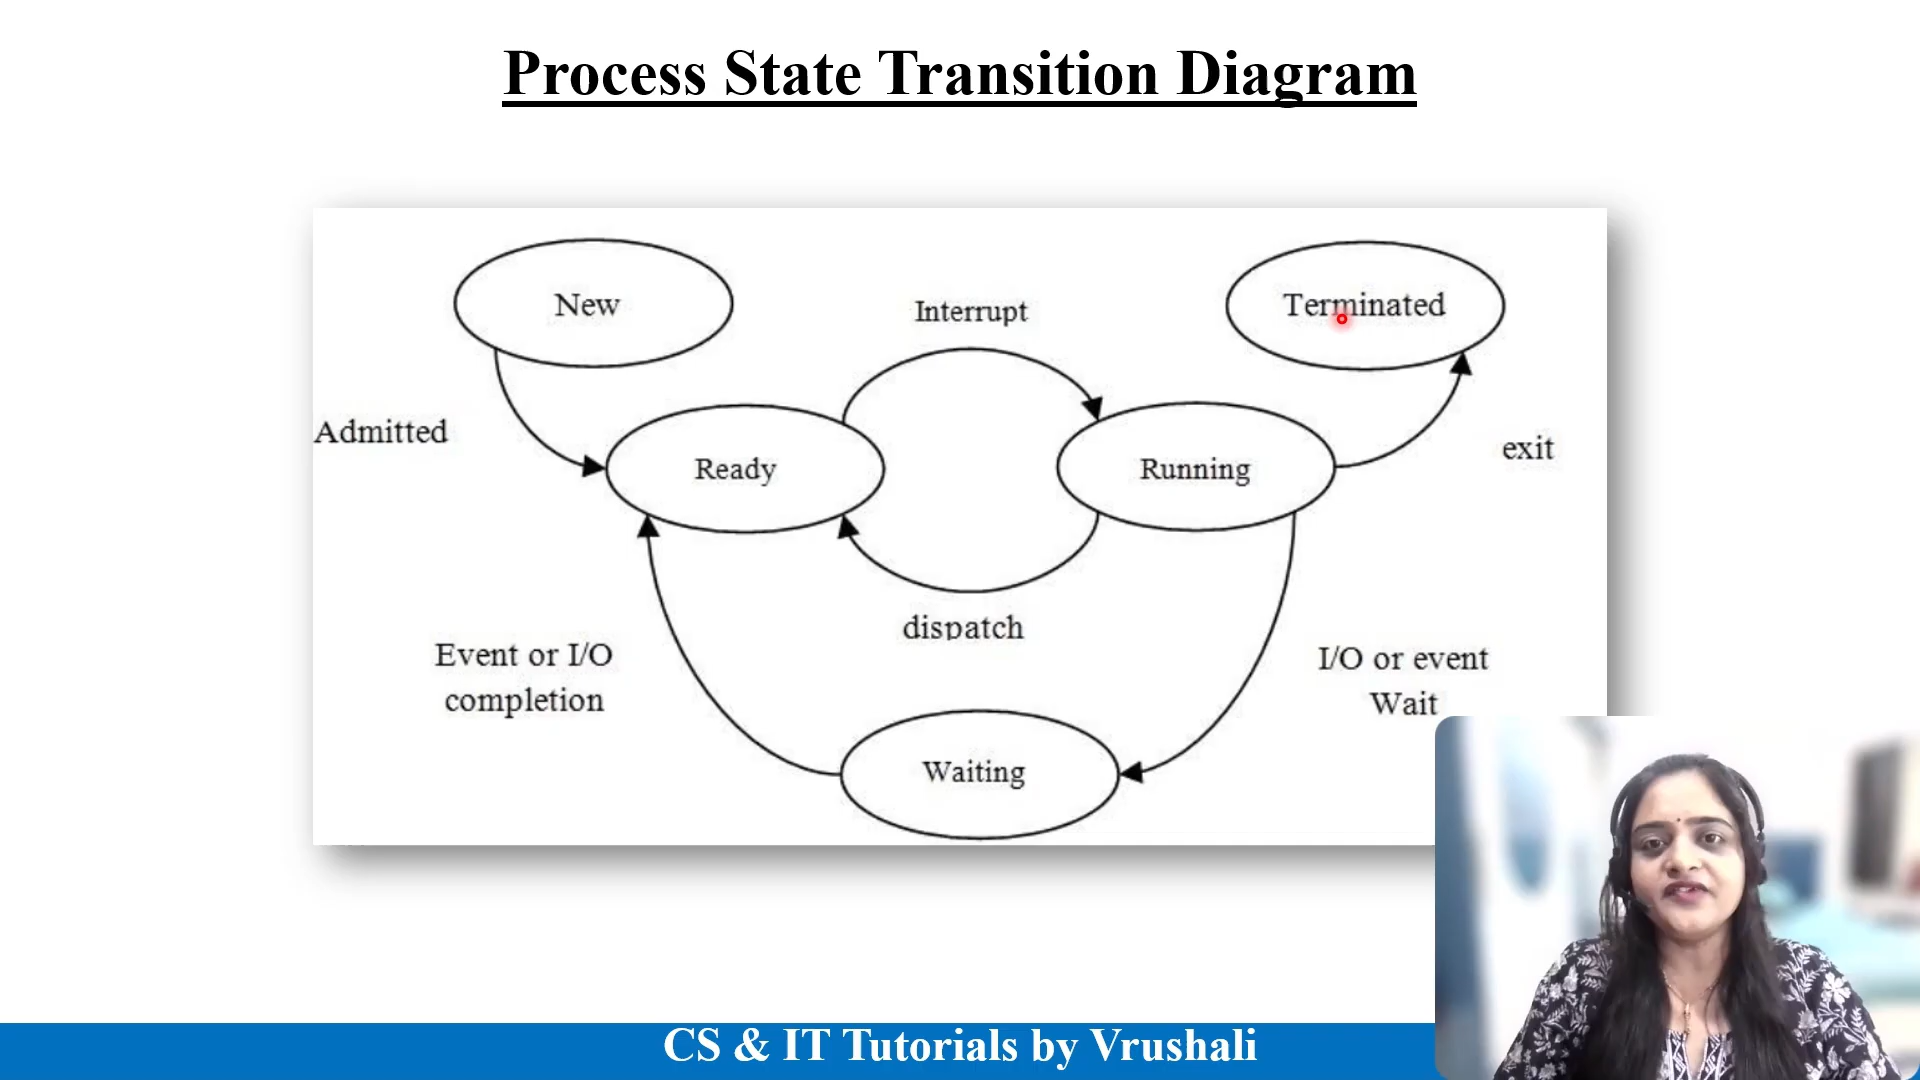 Process State Transition Diagram
New
Interrupt
Terminated
Admitted
Ready
Running
exit
dispatch
Event or I/O
completion
I/O or event
Wait
Waiting
CS & IT Tutorials by Vrushali